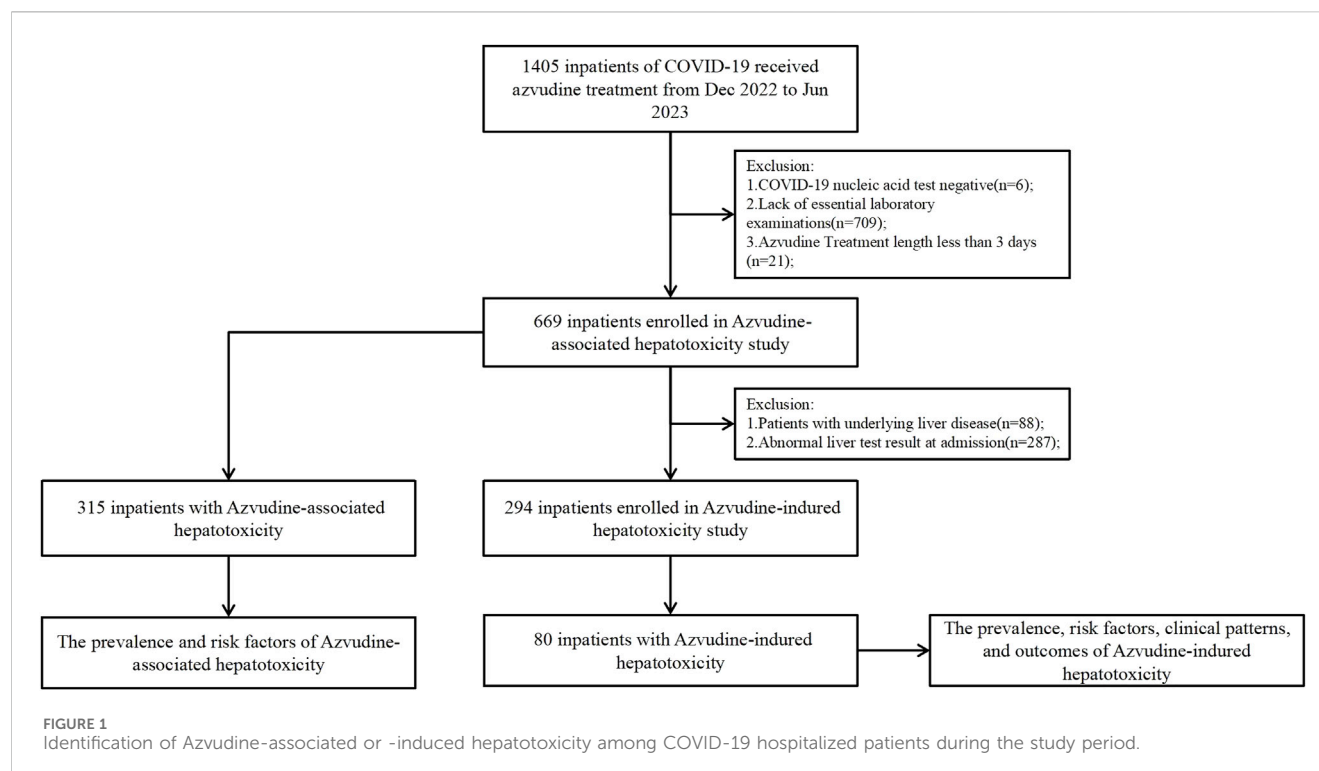 1405 inpatients of COVID-19 received
azvudine treatment from Dec 2022 to Jun
2023
Exclusion:
1.COVID-19 nucleic acid test negative(n=6);
2.Lack of essential laboratory
examinations(n=709);
3.Azvudine Treatment length less than 3 days
(n=21);
669 inpatients enrolled in Azvudine-
associated hepatotoxicity study
Exclusion:
1.Patients with underlying liver disease(n=88);
2.Abnormal liver test result at admission(n=287);
315 inpatients with Azvudine-associated
hepatotoxicity
294 inpatients enrolled in Azvudine-indured
hepatotoxicity study
The prevalence and risk factors of Azvudine-
associated hepatotoxicity
80 inpatients with Azvudine-indured
hepatotoxicity
The prevalence, risk factors, clinical patterns,
and outcomes of Azvudine-indured
hepatotoxicity
FIGURE 1
Identification of Azvudine-associated or -induced hepatotoxicity among COVID-19 hospitalized patients during the study period.